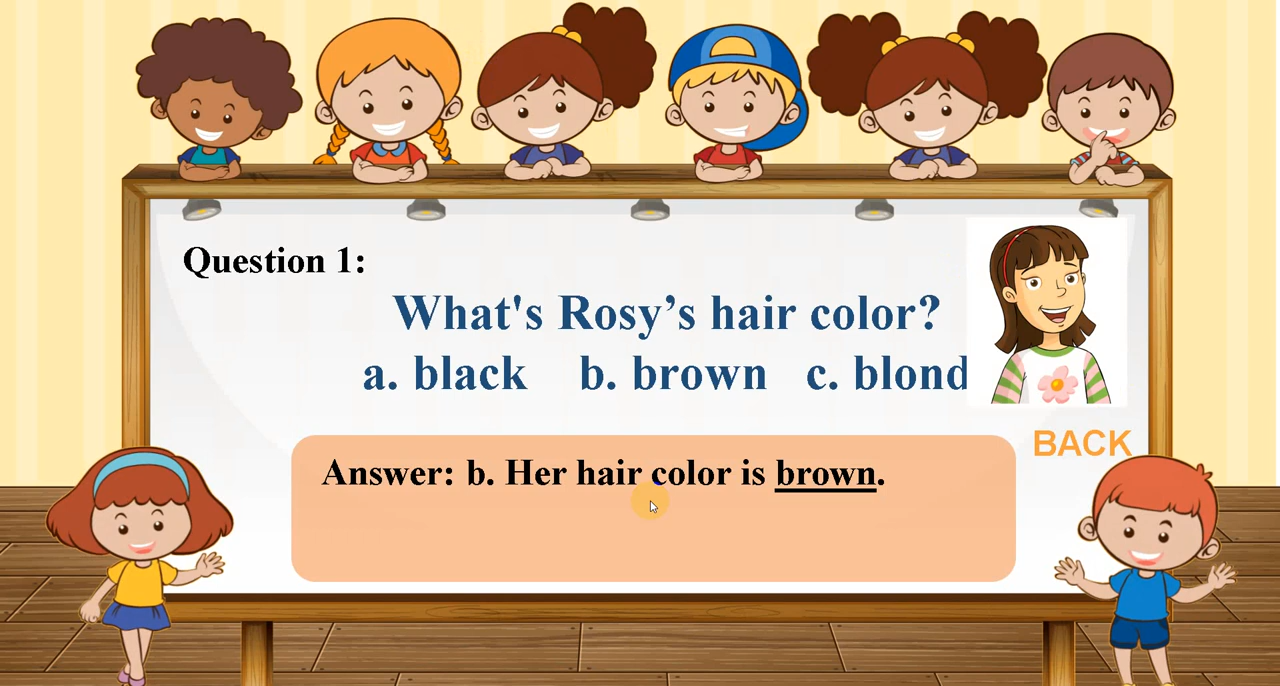 Question 1:
What's Rosy’s hair color?
a. black b. brown c. blond
BACK
Answer: b. Her hair color is brown.